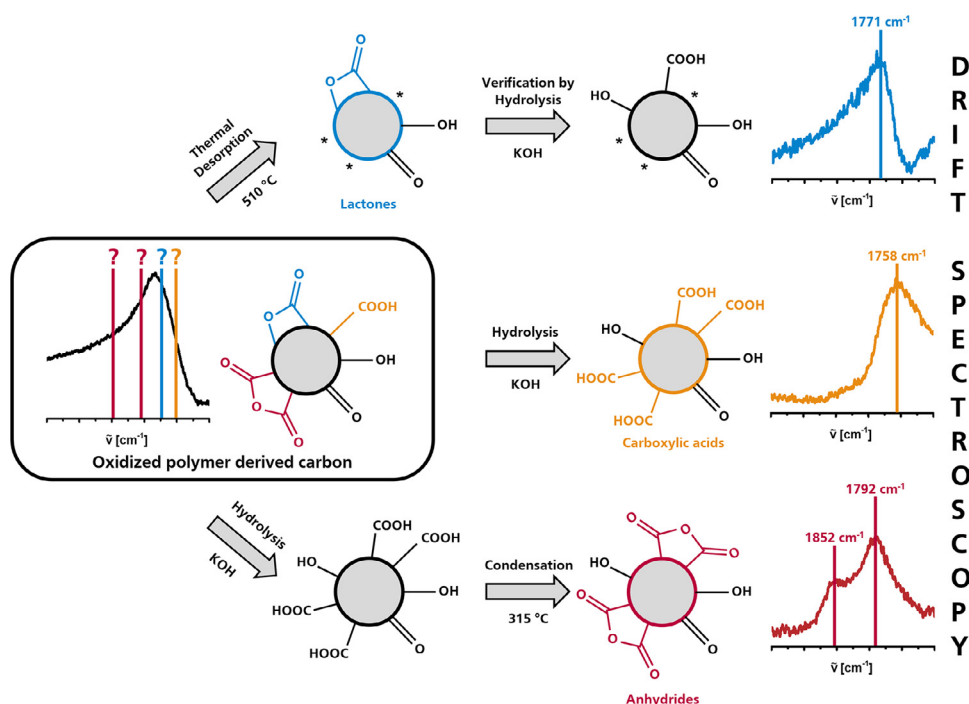 1771 cm⁻¹
Thermal
Desorption
510 °C
O
O
*
*
*
OH
O
Lactones
Verification by
Hydrolysis
KOH
COOH
HO
*
*
*
OH
O
ṽ [cm⁻¹]
DRIFT
? ? ? ?
ṽ [cm⁻¹]
O
O
COOH
OH
O
O
O
O
Oxidized polymer derived carbon
Hydrolysis
KOH
COOH
COOH
HO
OH
HOOC
HOOC
O
Carboxylic acids
1758 cm⁻¹
ṽ [cm⁻¹]
SPECTROSCOPY
Hydrolysis
KOH
COOH
COOH
HO
OH
HOOC
HOOC
O
Condensation
315 °C
O
O
O
HO
OH
O
O
O
O
Anhydrides
1792 cm⁻¹
1852 cm⁻¹
ṽ [cm⁻¹]